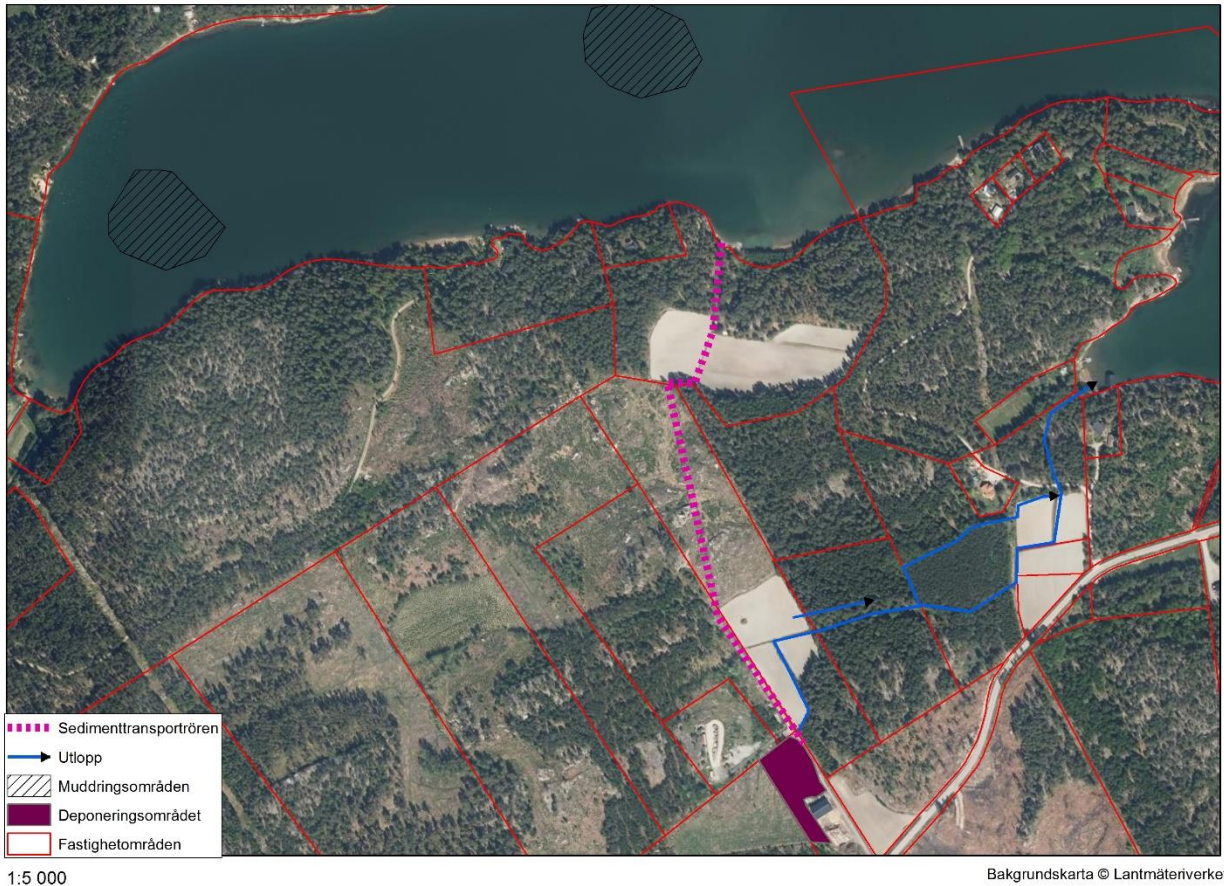 Sedimenttransportrören
Utlopp
Muddringsområden
Deponeringsområdet
Fastighetområden
1:5 000
Bakgrundskarta © Lantmäteriverke